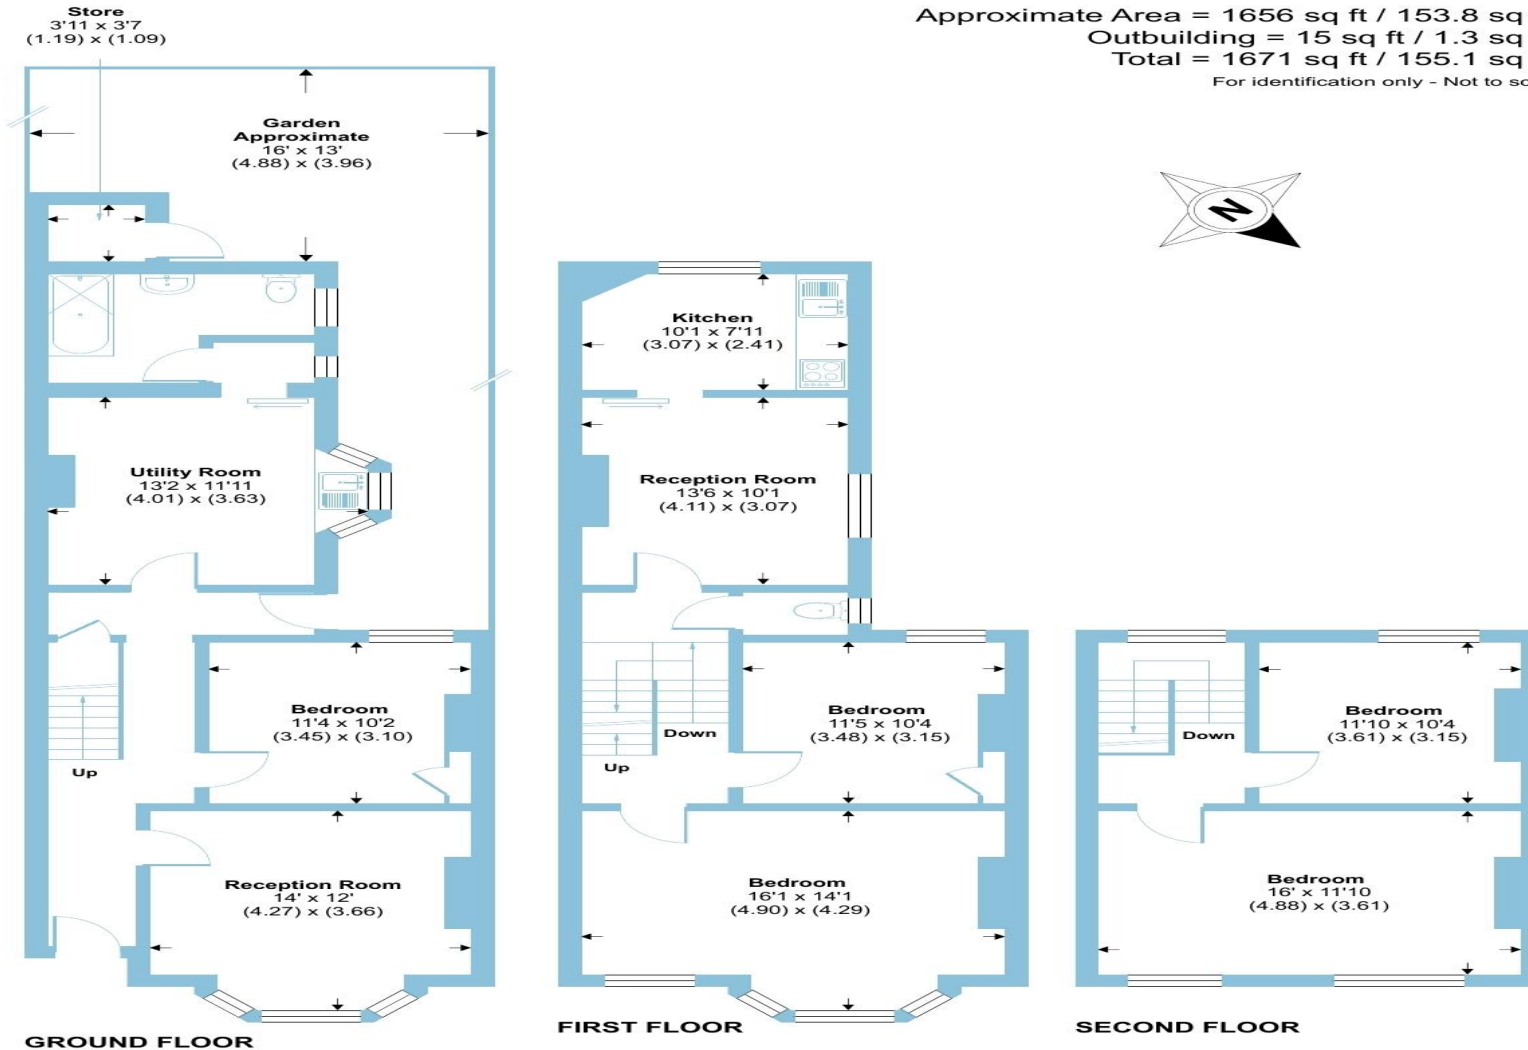 Store
3'11 x 3'7
(1.19) x (1.09)
Approximate Area = 1656 sq ft / 153.8 sq
Outbuilding = 15 sq ft / 1.3 sq
Total = 1671 sq ft / 155.1 sq
For identification only - Not to sc
Garden
Approximate
16' x 13'
(4.88) x (3.96)
N
Utility Room
13'2 x 11'11
(4.01) x (3.63)
Bedroom
11'4 x 10'2
(3.45) x (3.10)
Up
Reception Room
14' x 12'
(4.27) x (3.66)
GROUND FLOOR
Kitchen
10'1 x 7'11
(3.07) x (2.41)
Reception Room
13'6 x 10'1
(4.11) x (3.07)
Bedroom
11'5 x 10'4
(3.48) x (3.15)
Down
Up
Bedroom
16'1 x 14'1
(4.90) x (4.29)
FIRST FLOOR
Bedroom
11'10 x 10'4
(3.61) x (3.15)
Down
Bedroom
16' x 11'10
(4.88) x (3.61)
SECOND FLOOR